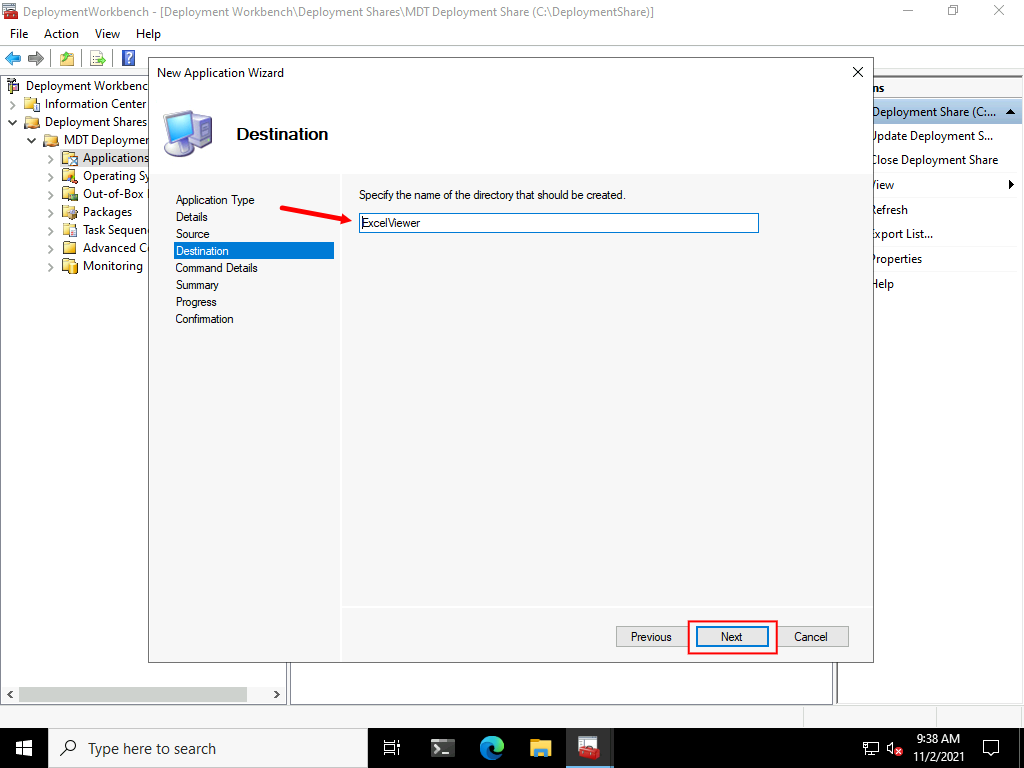 DeploymentWorkbench - [Deployment Workbench\Deployment Shares\MDT Deployment Share (C:\DeploymentShare)]
File Action View Help
Deployment Workbenc
Information Center
Deployment Shares
MDT Deploymer
Applications
Operating Sy
Out-of-Box
Packages
Task Sequen
Advanced C
Monitoring
New Application Wizard
Destination
Application Type
Details
Source
Destination
Command Details
Summary
Progress
Confirmation
Specify the name of the directory that should be created.
ExcelViewer
Previous Next Cancel
ns
Deployment Share (C:...
Update Deployment S...
Close Deployment Share
View
Refresh
Export List...
Properties
Help
Type here to search
9:38 AM
11/2/2021